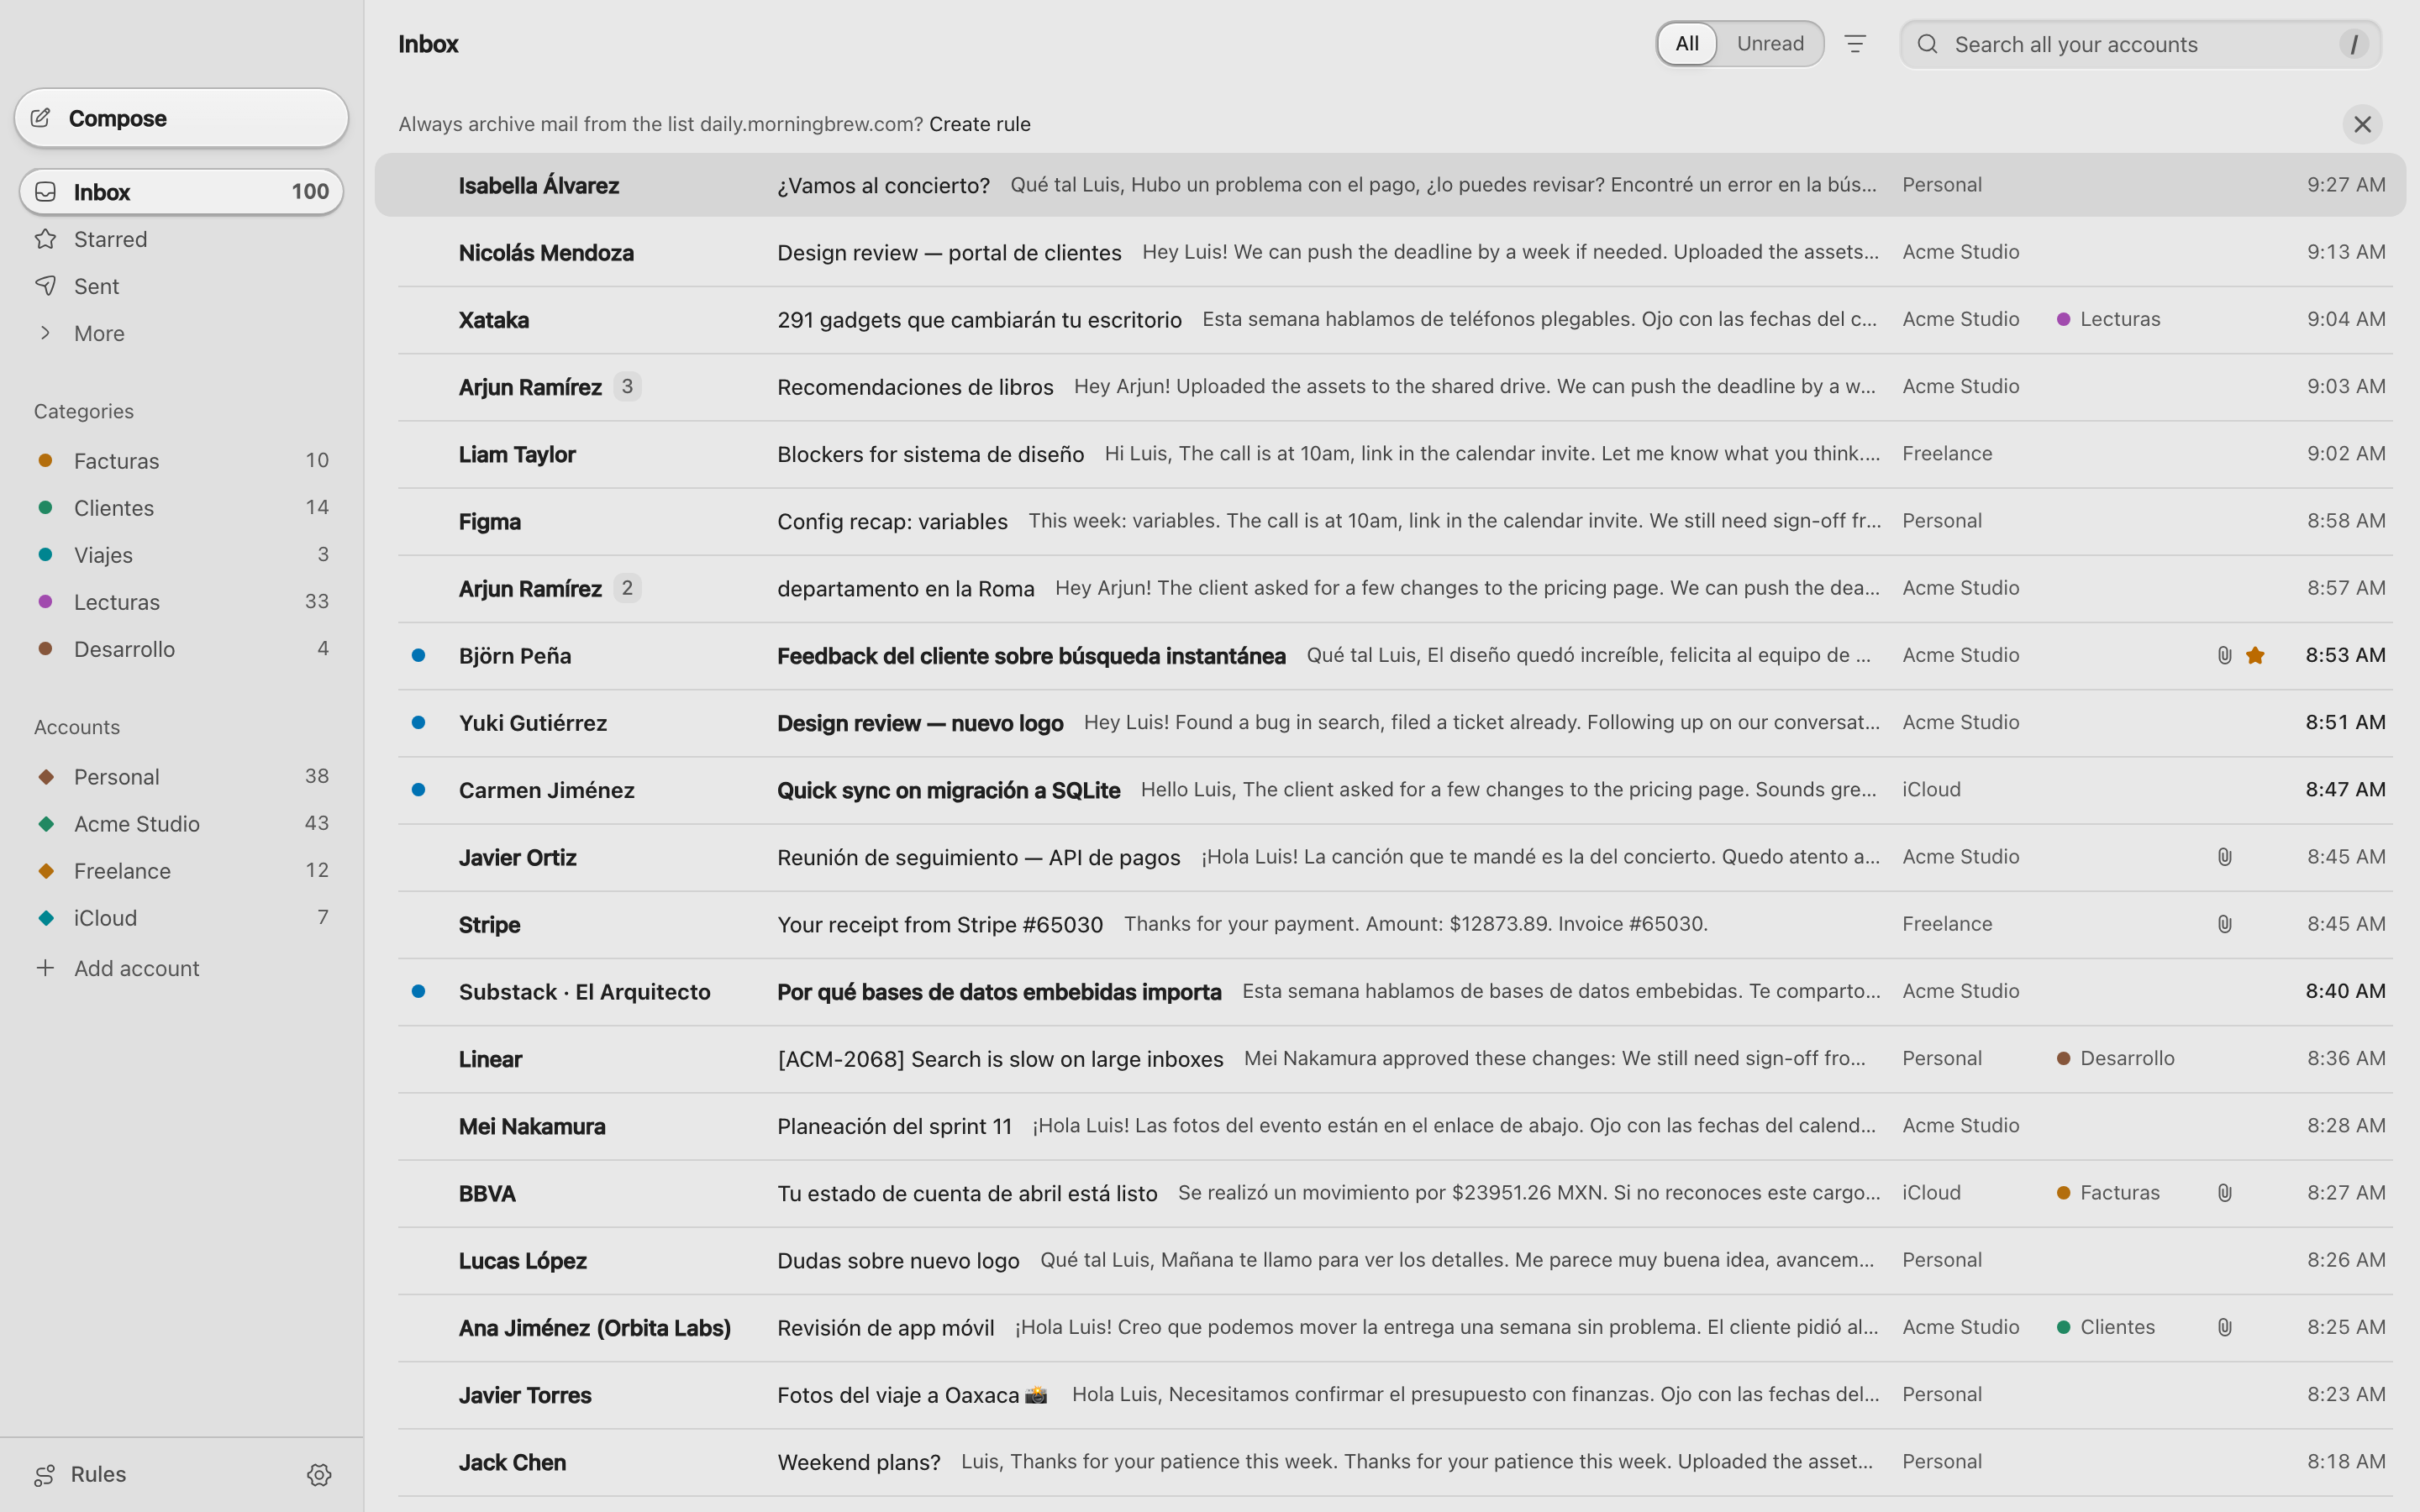 Inbox
All
Unread
Search all your accounts
/
Compose
Always archive mail from the list daily.morningbrew.com? Create rule
Inbox 100
Starred
Sent
More
Categories
Facturas 10
Clientes 14
Viajes 3
Lecturas 33
Desarrollo 4
Accounts
Personal 38
Acme Studio 43
Freelance 12
iCloud 7
Add account
Rules
Isabella Álvarez ¿Vamos al concierto? Qué tal Luis, Hubo un problema con el pago, ¿lo puedes revisar? Encontré un error en la bús... Personal 9:27 AM
Nicolás Mendoza Design review — portal de clientes Hey Luis! We can push the deadline by a week if needed. Uploaded the assets... Acme Studio 9:13 AM
Xataka 291 gadgets que cambiarán tu escritorio Esta semana hablamos de teléfonos plegables. Ojo con las fechas del c... Acme Studio Lecturas 9:04 AM
Arjun Ramírez 3 Recomendaciones de libros Hey Arjun! Uploaded the assets to the shared drive. We can push the deadline by a w... Acme Studio 9:03 AM
Liam Taylor Blockers for sistema de diseño Hi Luis, The call is at 10am, link in the calendar invite. Let me know what you think.... Freelance 9:02 AM
Figma Config recap: variables This week: variables. The call is at 10am, link in the calendar invite. We still need sign-off fr... Personal 8:58 AM
Arjun Ramírez 2 departamento en la Roma Hey Arjun! The client asked for a few changes to the pricing page. We can push the dea... Acme Studio 8:57 AM
Björn Peña Feedback del cliente sobre búsqueda instantánea Qué tal Luis, El diseño quedó increíble, felicita al equipo de ... Acme Studio 8:53 AM
Yuki Gutiérrez Design review — nuevo logo Hey Luis! Found a bug in search, filed a ticket already. Following up on our conversat... Acme Studio 8:51 AM
Carmen Jiménez Quick sync on migración a SQLite Hello Luis, The client asked for a few changes to the pricing page. Sounds gre... iCloud 8:47 AM
Javier Ortiz Reunión de seguimiento — API de pagos ¡Hola Luis! La canción que te mandé es la del concierto. Quedo atento a... Acme Studio 8:45 AM
Stripe Your receipt from Stripe #65030 Thanks for your payment. Amount: $12873.89. Invoice #65030. Freelance 8:45 AM
Substack · El Arquitecto Por qué bases de datos embebidas importa Esta semana hablamos de bases de datos embebidas. Te comparto... Acme Studio 8:40 AM
Linear [ACM-2068] Search is slow on large inboxes Mei Nakamura approved these changes: We still need sign-off fro... Personal Desarrollo 8:36 AM
Mei Nakamura Planeación del sprint 11 ¡Hola Luis! Las fotos del evento están en el enlace de abajo. Ojo con las fechas del calend... Acme Studio 8:28 AM
BBVA Tu estado de cuenta de abril está listo Se realizó un movimiento por $23951.26 MXN. Si no reconoces este cargo... iCloud Facturas 8:27 AM
Lucas López Dudas sobre nuevo logo Qué tal Luis, Mañana te llamo para ver los detalles. Me parece muy buena idea, avancem... Personal 8:26 AM
Ana Jiménez (Orbita Labs) Revisión de app móvil ¡Hola Luis! Creo que podemos mover la entrega una semana sin problema. El cliente pidió al... Acme Studio Clientes 8:25 AM
Javier Torres Fotos del viaje a Oaxaca 📸 Hola Luis, Necesitamos confirmar el presupuesto con finanzas. Ojo con las fechas del... Personal 8:23 AM
Jack Chen Weekend plans? Luis, Thanks for your patience this week. Thanks for your patience this week. Uploaded the asset... Personal 8:18 AM